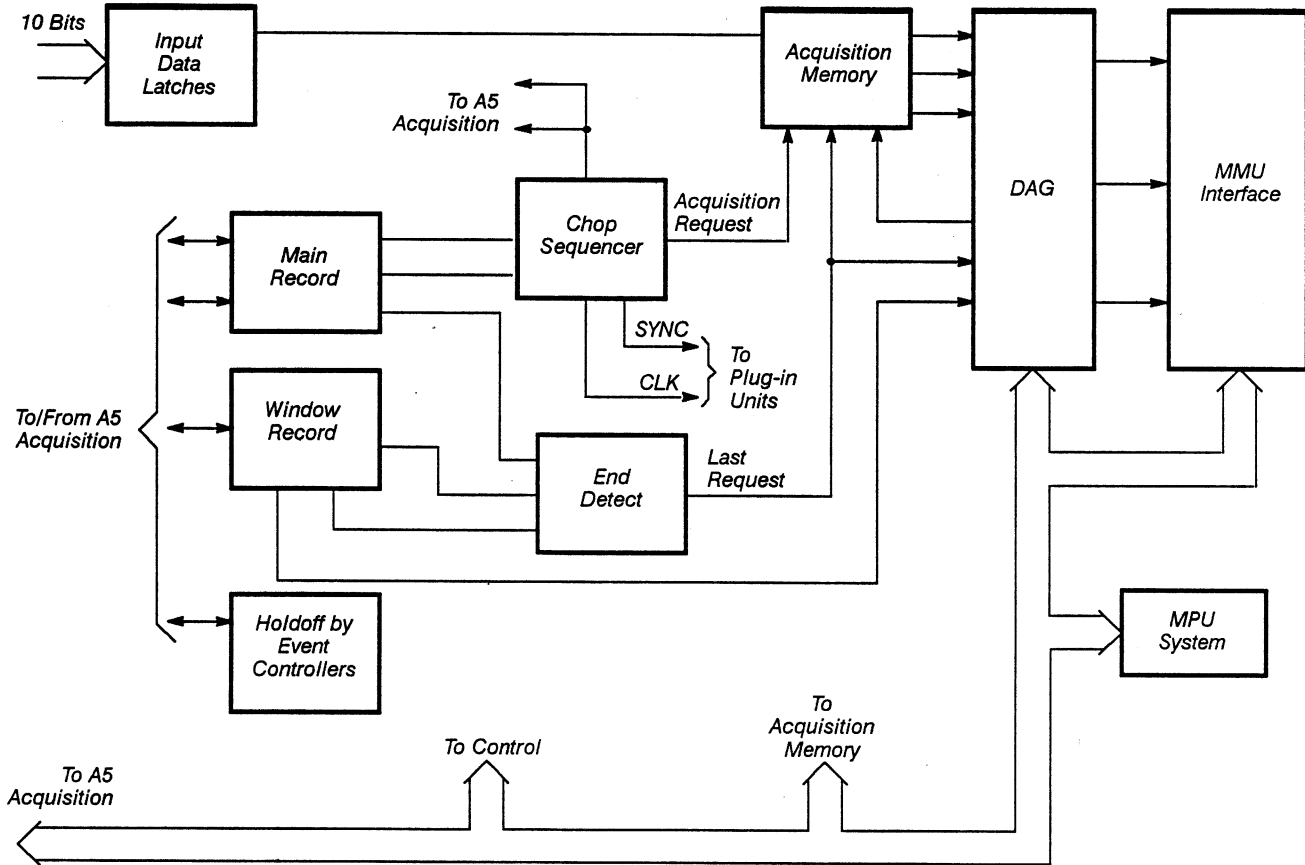 10 Bits
Input
Data
Latches
Acquisition
Memory
DAG
MMU
Interface
To A5
Acquisition
Chop
Sequencer
Acquisition
Request
Main
Record
SYNC
CLK
To
Plug-in
Units
To/From A5
Acquisition
Window
Record
End
Detect
Last
Request
Holdoff by
Event
Controllers
MPU
System
To Control
To
Acquisition
Memory
To A5
Acquisition